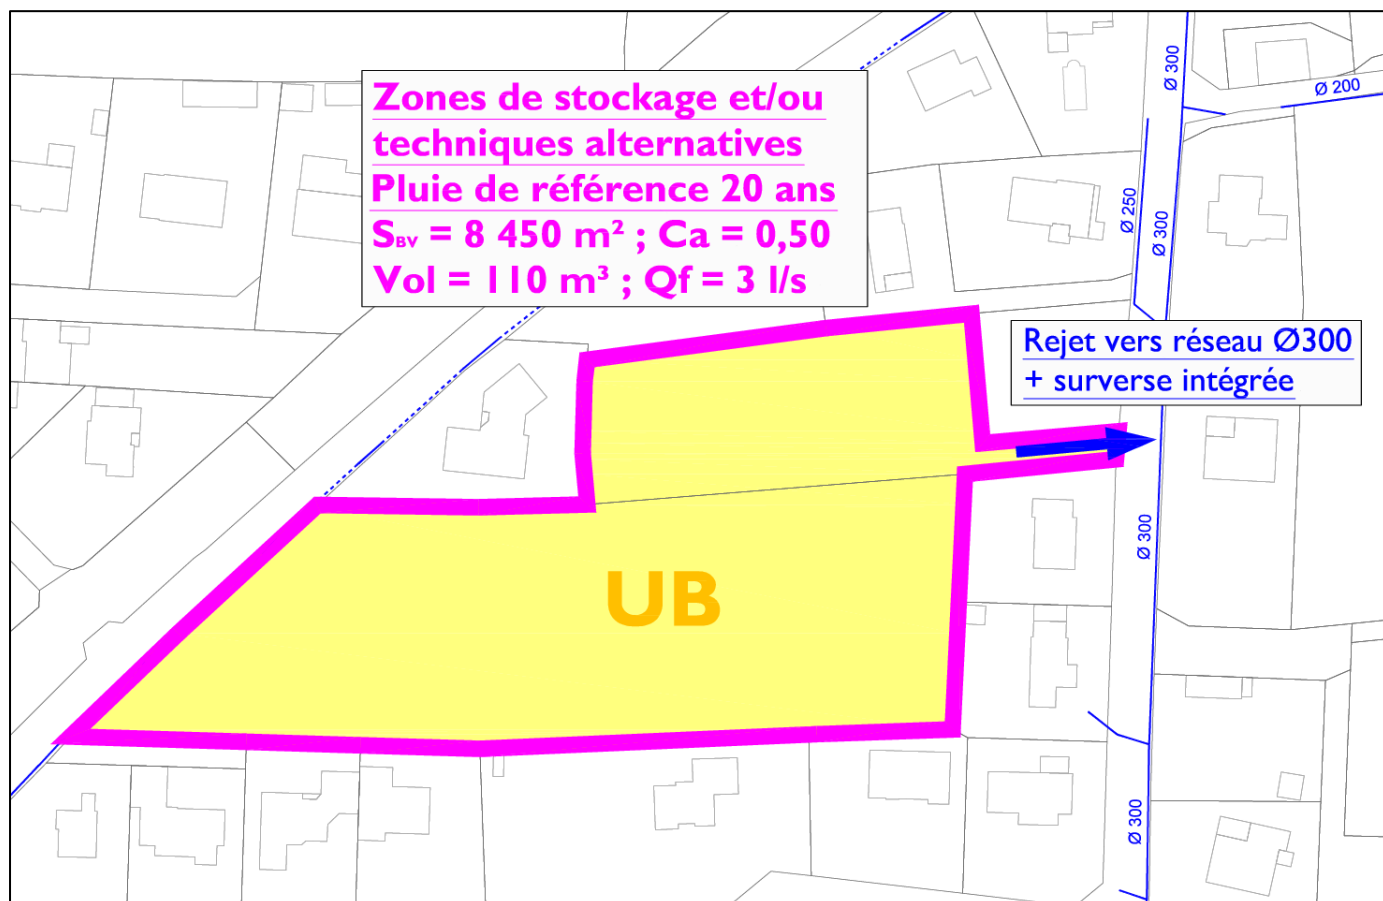 Zones de stockage et/ou
techniques alternatives
Pluie de référence 20 ans
SBV = 8 450 m² ; Ca = 0,50
Vol = 110 m³ ; Qf = 3 l/s
Ø 300
Ø 200
Ø 250
Ø 300
Rejet vers réseau Ø300
+ surverse intégrée
Ø 300
UB
Ø 300